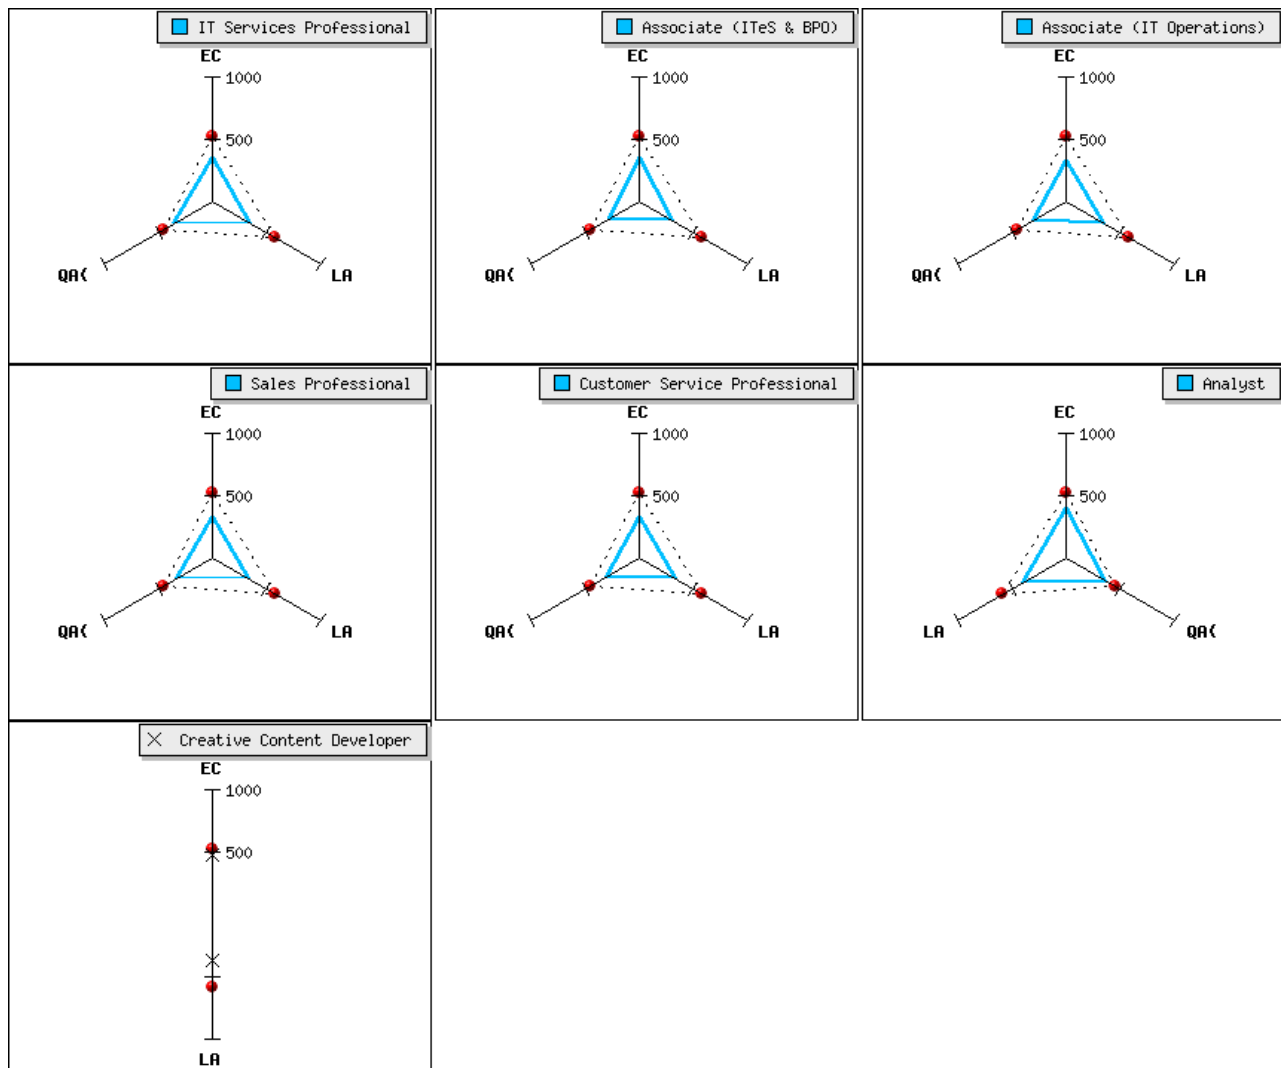 IT Services Professional
EC
1000
500
QA(
LA
Associate (ITeS & BPO)
EC
1000
500
QA(
LA
Associate (IT Operations)
EC
1000
500
QA(
LA
Sales Professional
EC
1000
500
QA(
LA
Customer Service Professional
EC
1000
500
QA(
LA
Analyst
EC
1000
500
LA
QA(
Creative Content Developer
EC
1000
500
LA